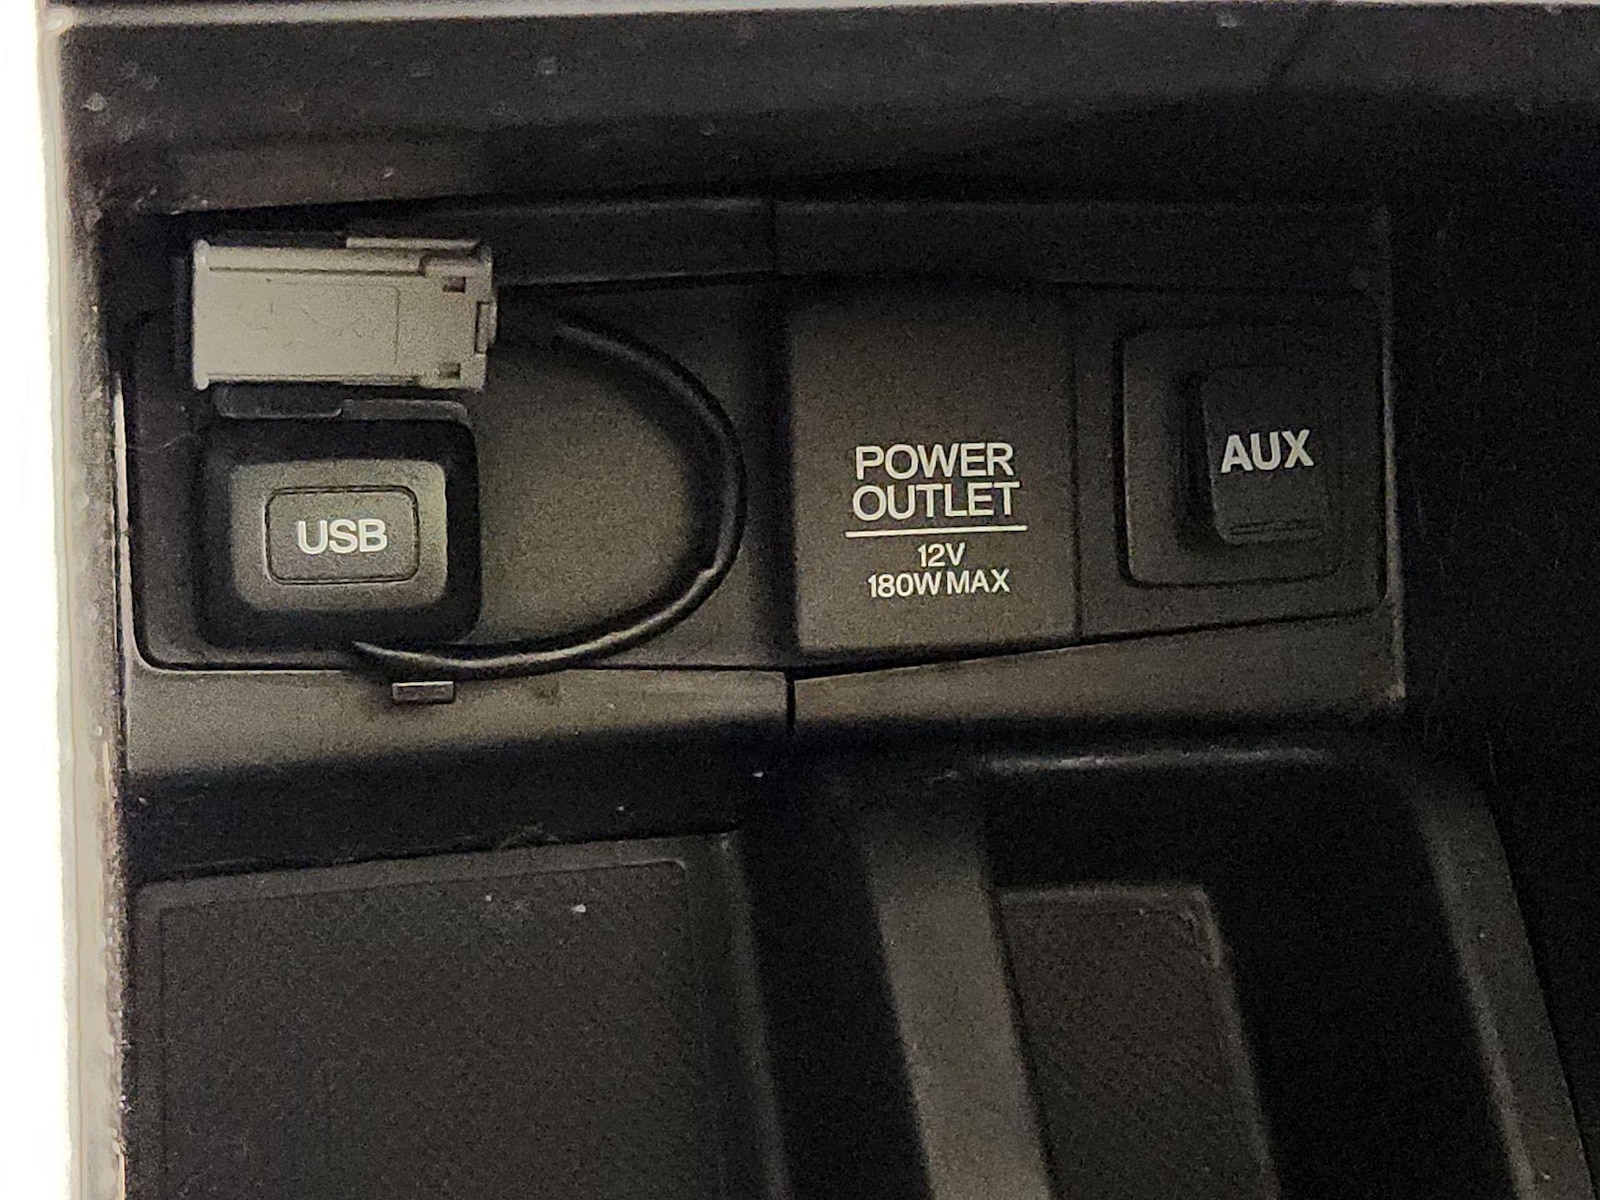 USB
POWER
OUTLET
12V
180W MAX
AUX